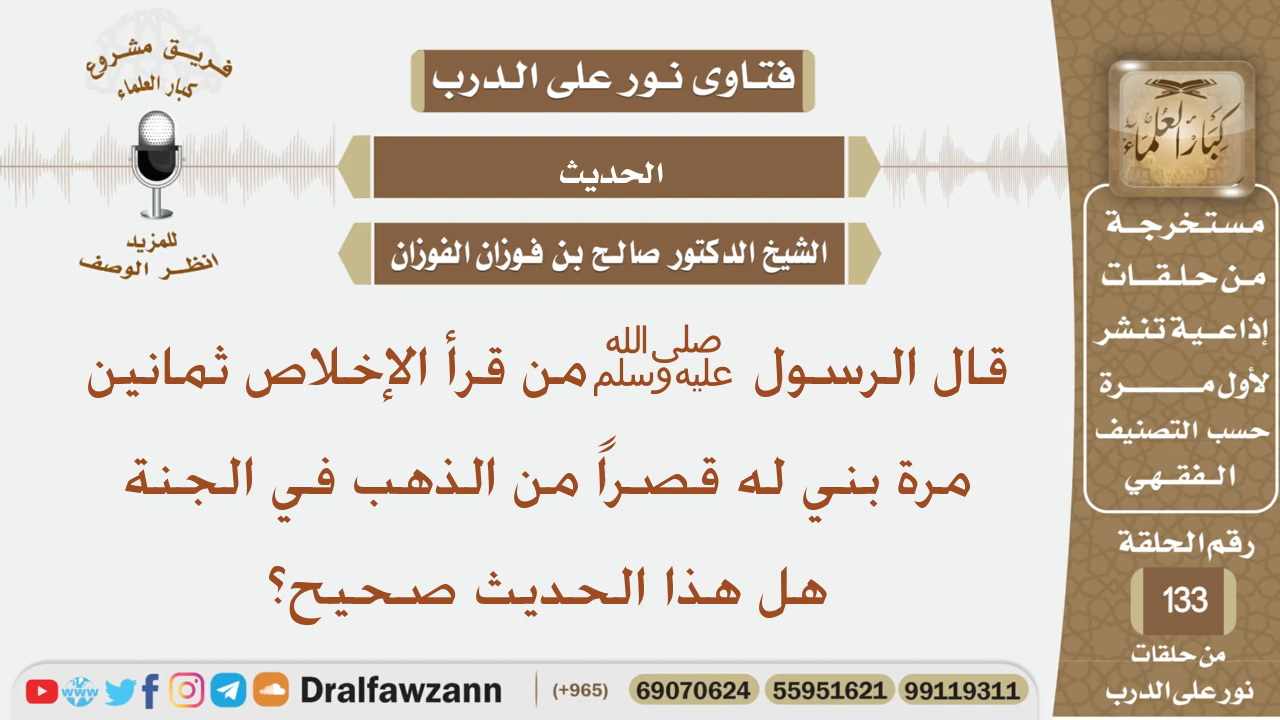 فريق مشروع
كبار العلماء
للمزيد
انظر الوصف
فتاوى نور على الدرب
الحديث
الشيخ الدكتور صالح بن فوزان الفوزان
قال الرسول ﷺ من قرأ الإخلاص ثمانين
مرة بني له قصراً من الذهب في الجنة
هل هذا الحديث صحيح؟
كبار العلماء
مستخرجة
من حلقات
إذاعية تنشر
لأول مرة
حسب التصنيف
الفقهي
رقم الحلقة
133
من حلقات
نور على الدرب
www Dralfawzann (+965) 69070624 55951621 99119311